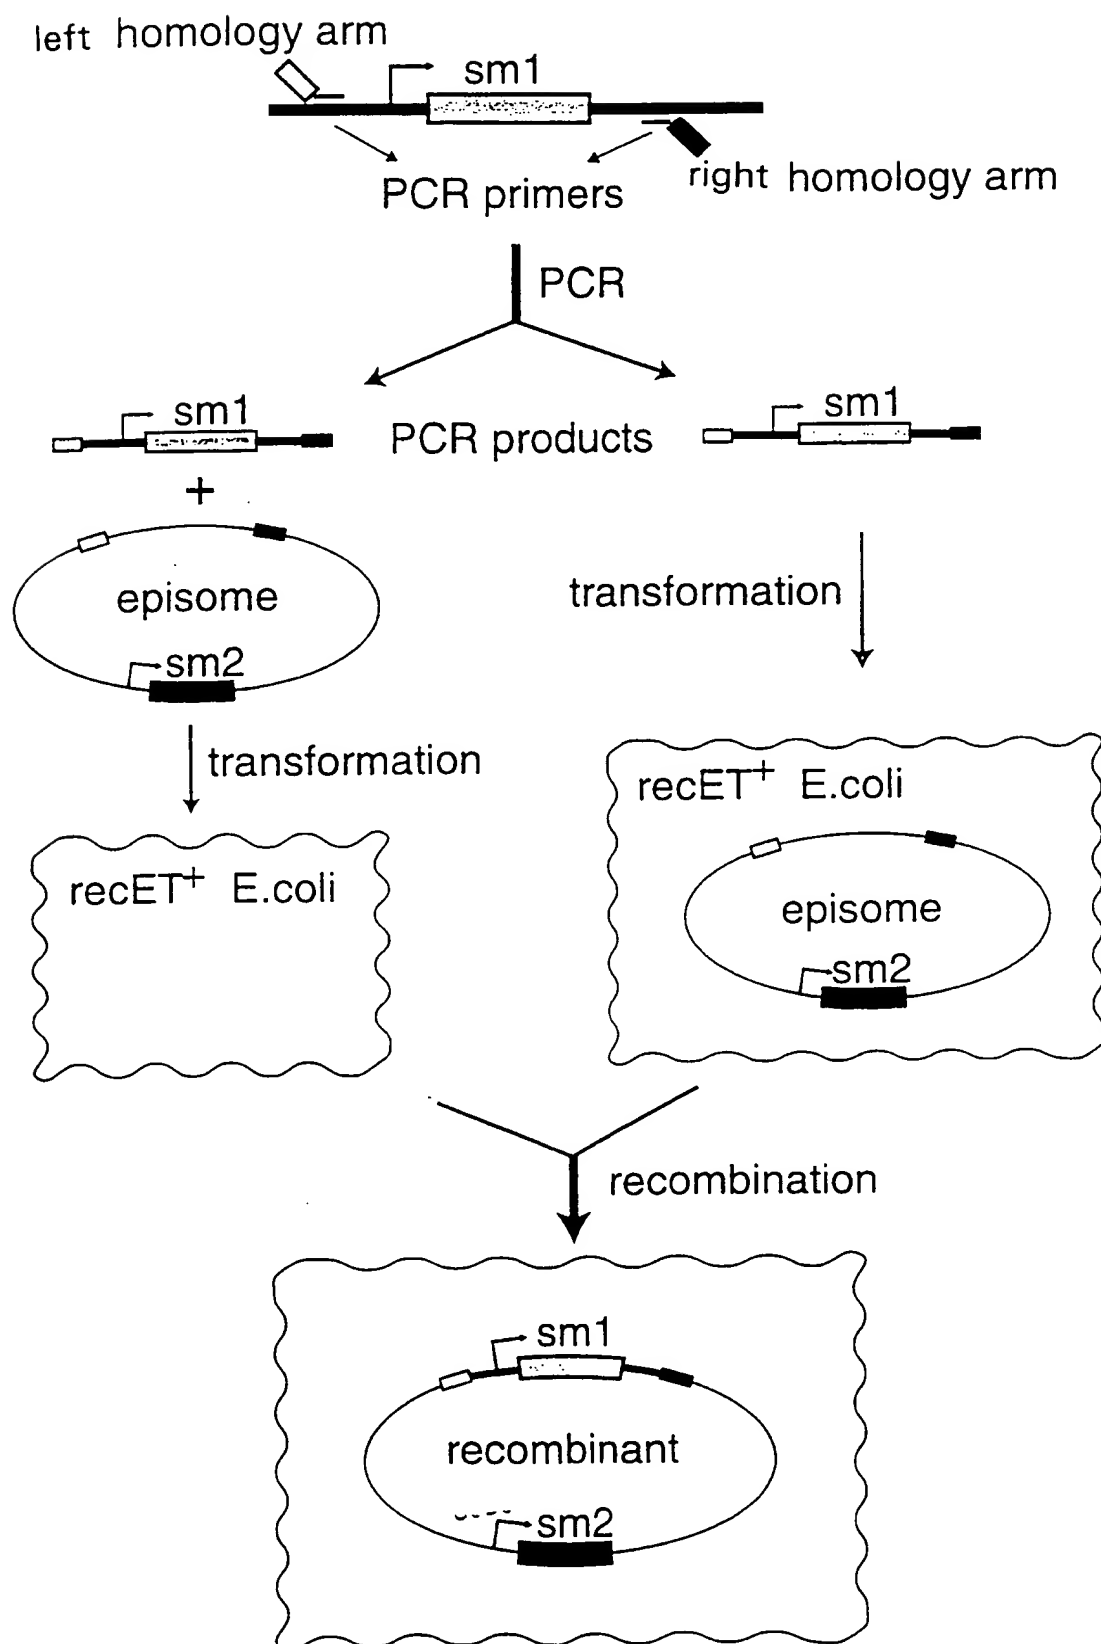 left homology arm
sm1
right homology arm
PCR primers
PCR
sm1
PCR products
sm1
+
episome
sm2
transformation
transformation
recET+ E.coli
recET+ E.coli
episome
sm2
recombination
sm1
recombinant
sm2